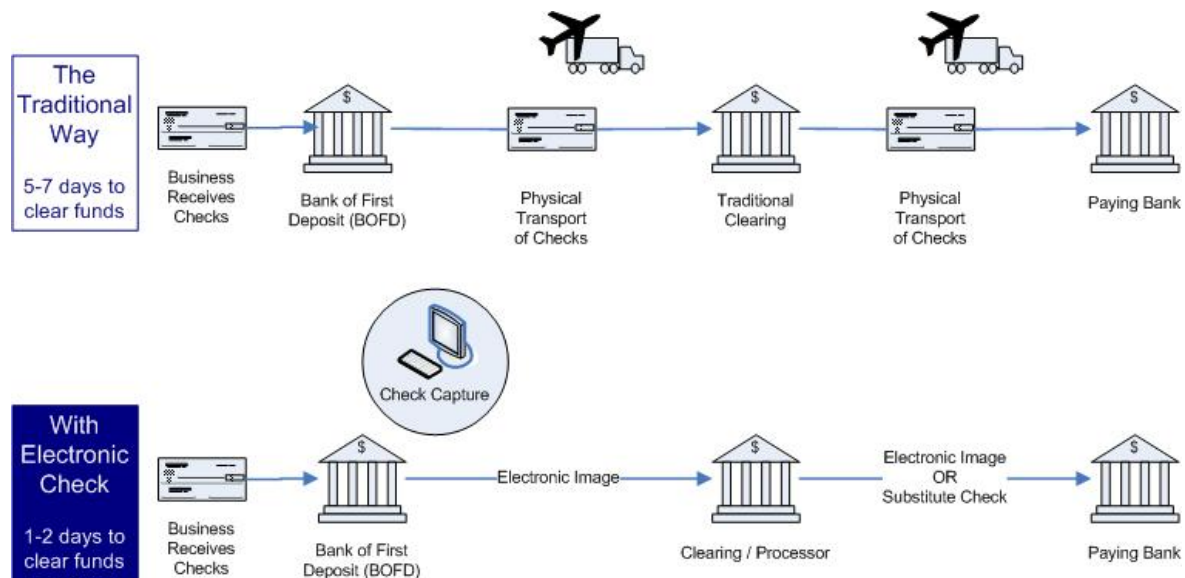 The
Traditional
Way
5-7 days to
clear funds
Business
Receives
Checks
$
Bank of First
Deposit (BOFD)
Physical
Transport
of Checks
$
Traditional
Clearing
Physical
Transport
of Checks
$
Paying Bank
Check Capture
With
Electronic
Check
1-2 days to
clear funds
Business
Receives
Checks
$
Bank of First
Deposit (BOFD)
Electronic Image
$
Clearing / Processor
Electronic Image
OR
Substitute Check
$
Paying Bank